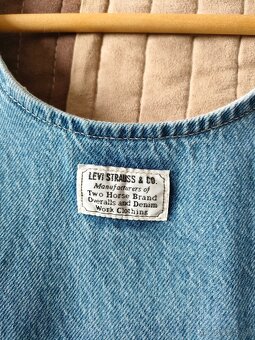 LEVI STRAUSS & CO.
Manufacturers of
Two Horse Brand
Overalls and Denim
Work Clothing